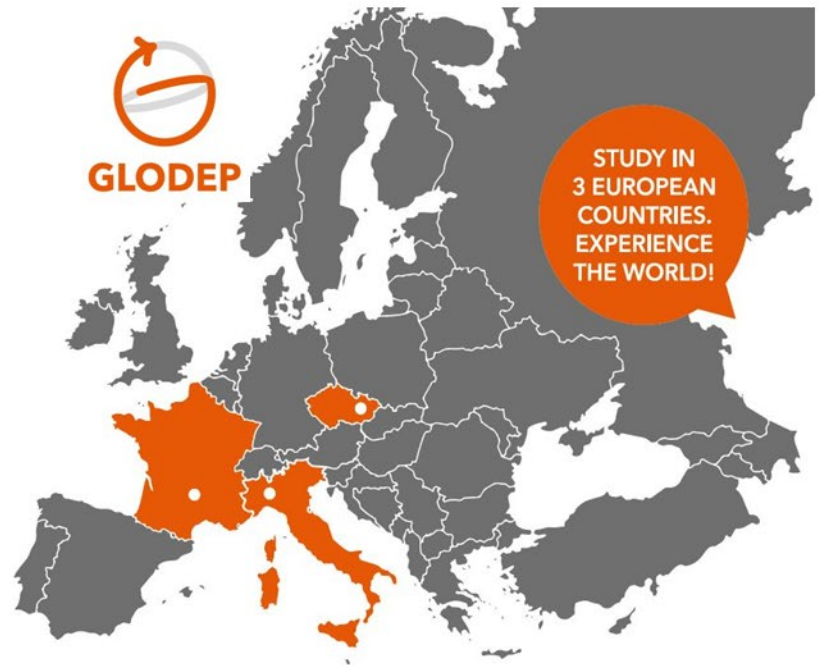 GLODEP
STUDY IN
3 EUROPEAN
COUNTRIES.
EXPERIENCE
THE WORLD!